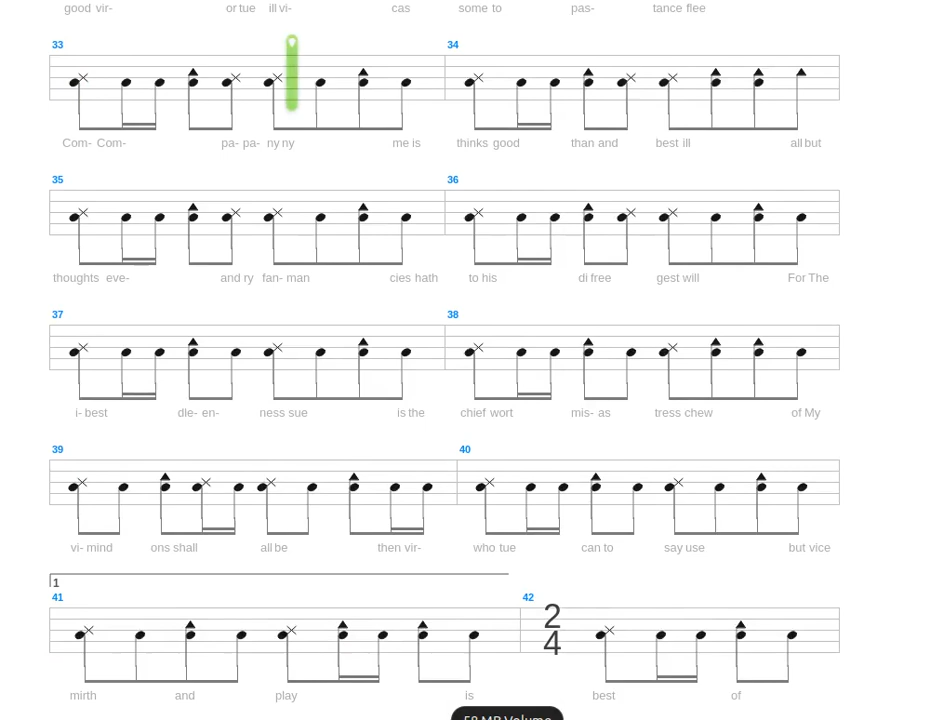 good vir- or tue ill vi- cas some to pas- tance flee
33 34
Com- Com- pa- pa- ny ny me is thinks good than and best ill all but
35 36
thoughts eve- and ry fan- man cies hath to his di free gest will For The
37 38
i- best dle- en- ness sue is the chief wort mis- as tress chew of My
39 40
vi- mind ons shall all be then vir- who tue can to say use but vice
1
41 42
2
4
mirth and play is best of